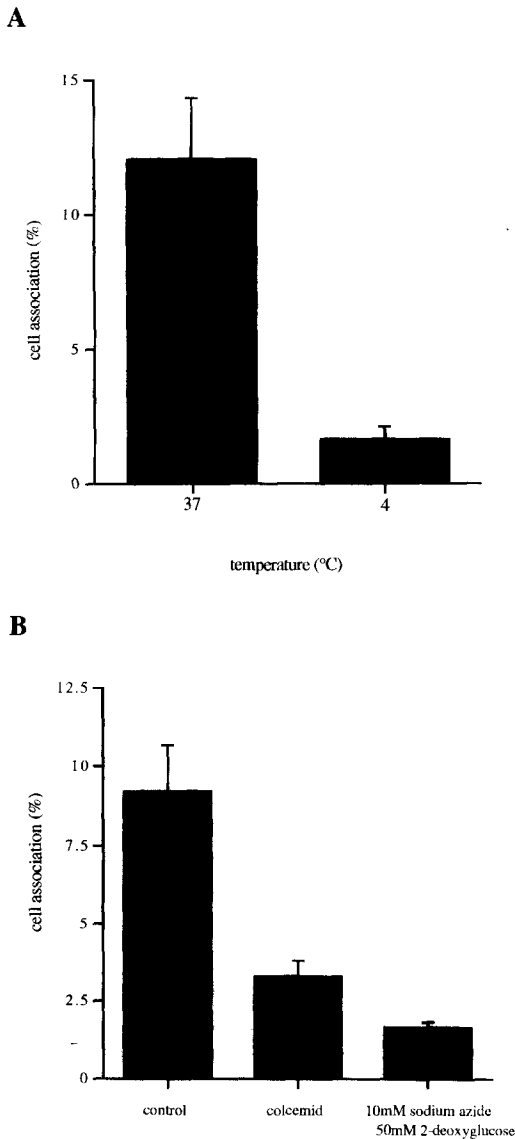 A
15
10
5
0
cell association (%)
37
4
temperature (°C)
B
12.5
10
7.5
5
2.5
0
cell association (%)
control
colcemid
10mM sodium azide
50mM 2-deoxyglucose